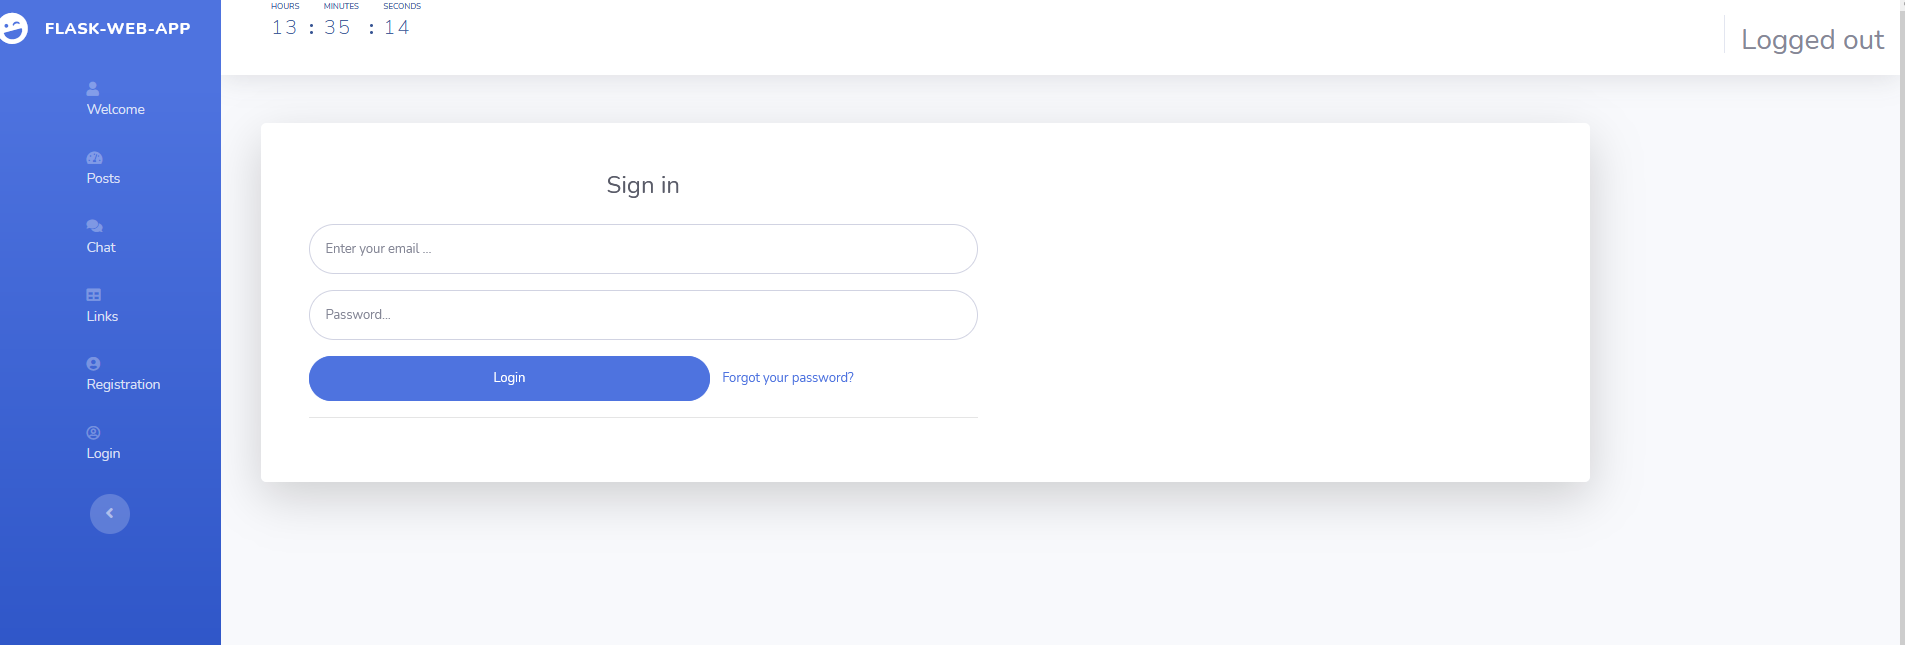 FLASK-WEB-APP
Welcome
Posts
Chat
Links
Registration
Login
HOURS MINUTES SECONDS
13 : 35 : 14
Logged out
Sign in
Enter your email ...
Password...
Login Forgot your password?